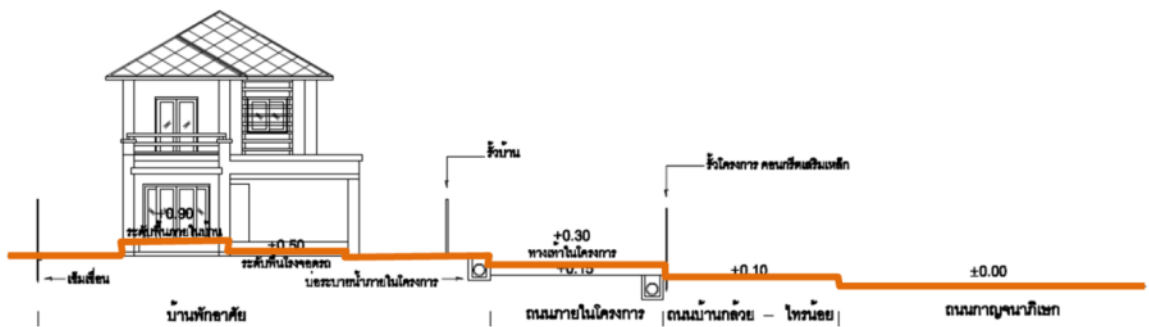 รั้วบ้าน
รั้วโครงการ คอนกรีตเสริมเหล็ก
+0.90
ระดับพื้นภายในบ้าน
+0.50
ระดับพื้นโรงจอดรถ
+0.30
ทางเท้าในโครงการ
+0.15
+0.10
±0.00
เข็มเขื่อน
บ่อระบายน้ำภายในโครงการ
บ้านพักอาศัย
ถนนภายในโครงการ
ถนนบ้านกล้วย - ไทรน้อย
ถนนกาญจนาภิเษก